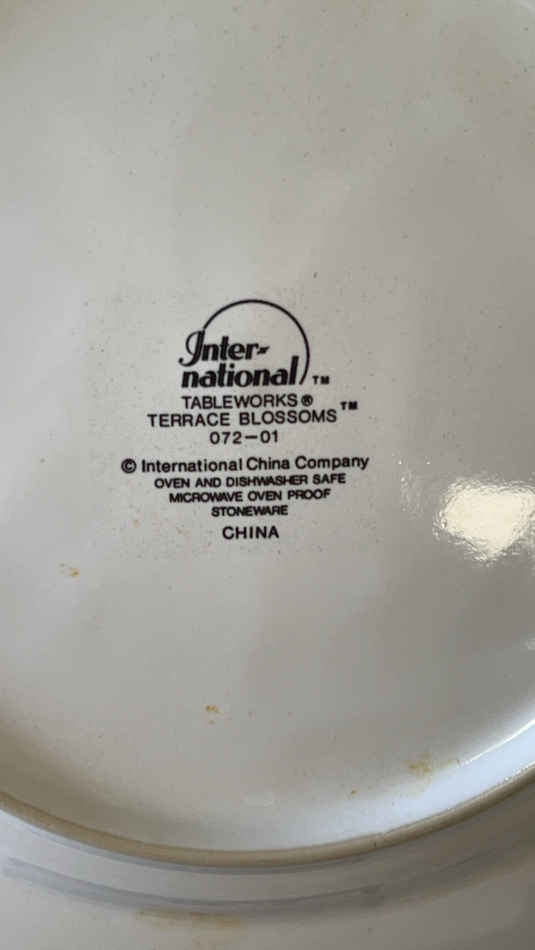 Inter-
national TM
TABLEWORKS®
TERRACE BLOSSOMS TM
072-01
© International China Company
OVEN AND DISHWASHER SAFE
MICROWAVE OVEN PROOF
STONEWARE
CHINA